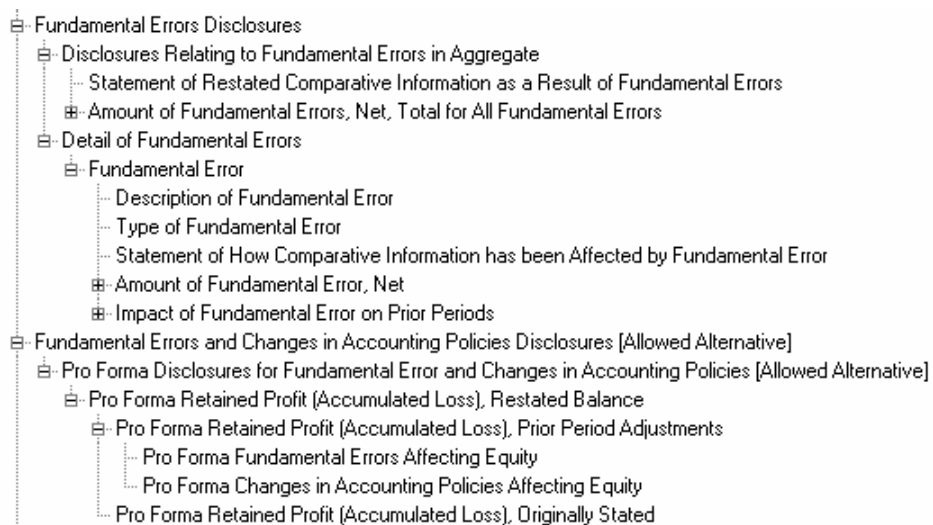 Fundamental Errors Disclosures
Disclosures Relating to Fundamental Errors in Aggregate
Statement of Restated Comparative Information as a Result of Fundamental Errors
Amount of Fundamental Errors, Net, Total for All Fundamental Errors
Detail of Fundamental Errors
Fundamental Error
Description of Fundamental Error
Type of Fundamental Error
Statement of How Comparative Information has been Affected by Fundamental Error
Amount of Fundamental Error, Net
Impact of Fundamental Error on Prior Periods
Fundamental Errors and Changes in Accounting Policies Disclosures [Allowed Alternative]
Pro Forma Disclosures for Fundamental Error and Changes in Accounting Policies [Allowed Alternative]
Pro Forma Retained Profit (Accumulated Loss), Restated Balance
Pro Forma Retained Profit (Accumulated Loss), Prior Period Adjustments
Pro Forma Fundamental Errors Affecting Equity
Pro Forma Changes in Accounting Policies Affecting Equity
Pro Forma Retained Profit (Accumulated Loss), Originally Stated